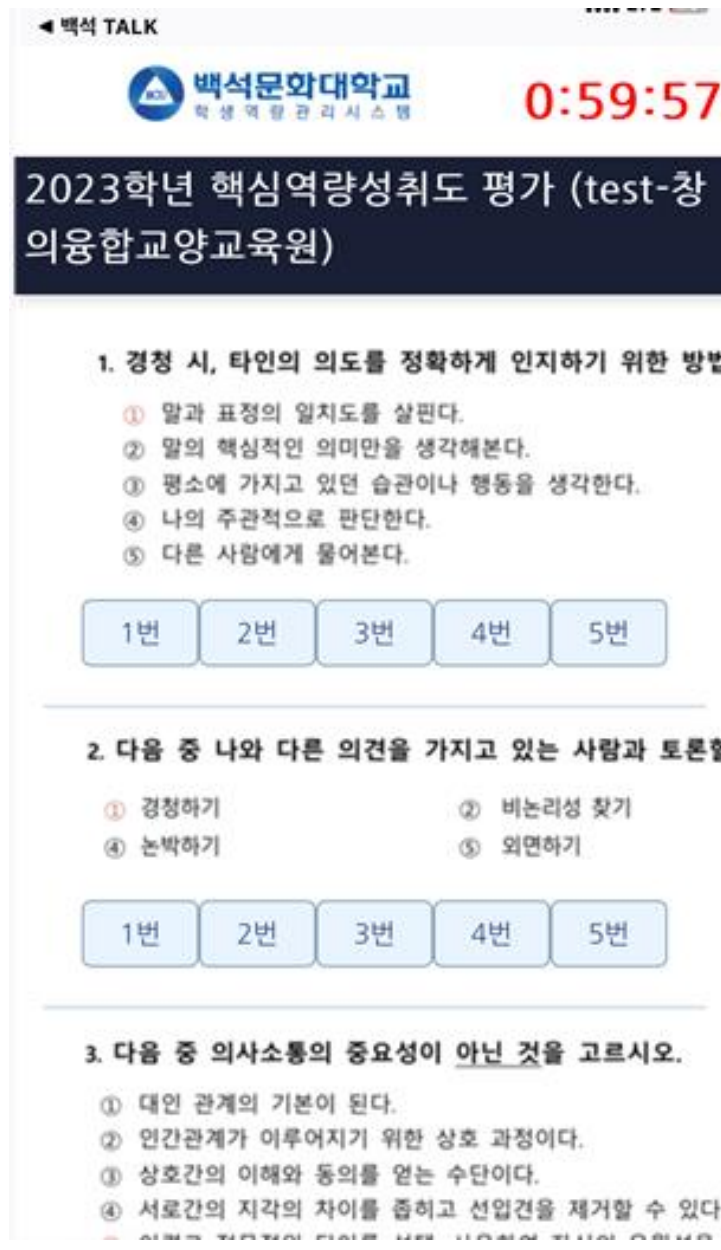 ◀ 백석 TALK
백석문화대학교
학생역량관리시스템
0:59:57
2023학년 핵심역량성취도 평가 (test-창
의융합교양교육원)
1. 경청 시, 타인의 의도를 정확하게 인지하기 위한
① 말과 표정의 일치도를 살핀다.
② 말의 핵심적인 의미만을 생각해본다.
③ 평소에 가지고 있던 습관이나 행동을 생각한다.
④ 나의 주관적으로 판단한다.
⑤ 다른 사람에게 물어본다.
1번 2번 3번 4번 5번
2. 다음 중 나와 다른 의견을 가지고 있는 사람과
① 경청하기 ② 비논리성 찾기
④ 논박하기 ⑤ 외면하기
1번 2번 3번 4번 5번
3. 다음 중 의사소통의 중요성이 아닌 것을 고르시오.
① 대인 관계의 기본이 된다.
② 인간관계가 이루어지기 위한 상호 과정이다.
③ 상호간의 이해와 동의를 얻는 수단이다.
④ 서로간의 지각의 차이를 좁히고 선입견을 제거할 수 있다